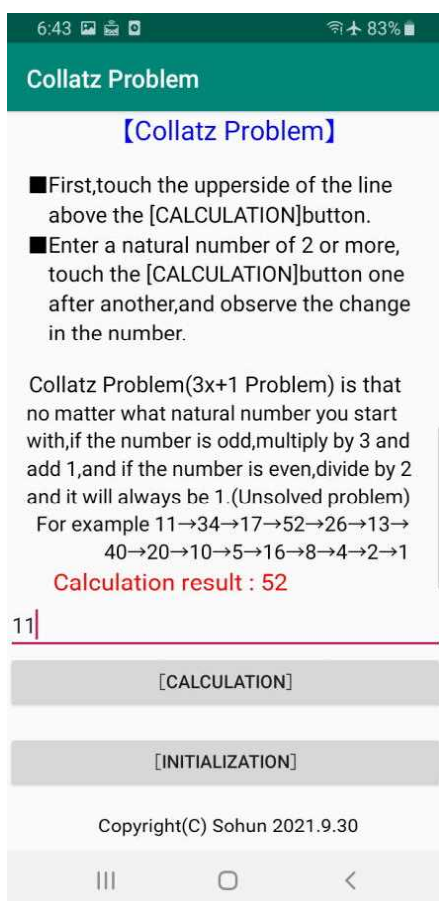 6:43 83%
Collatz Problem
【Collatz Problem】
■First,touch the upperside of the line
above the [CALCULATION]button.
■Enter a natural number of 2 or more,
touch the [CALCULATION]button one
after another,and observe the change
in the number.
Collatz Problem(3x+1 Problem) is that
no matter what natural number you start
with,if the number is odd,multiply by 3 and
add 1,and if the number is even,divide by 2
and it will always be 1.(Unsolved problem)
For example 11→34→17→52→26→13→
40→20→10→5→16→8→4→2→1
Calculation result : 52
11
[CALCULATION]
[INITIALIZATION]
Copyright(C) Sohun 2021.9.30